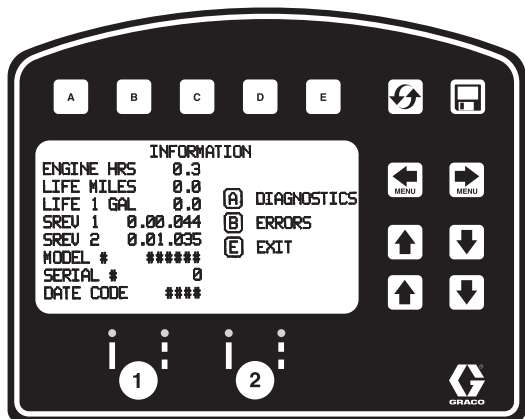 A B C D E
INFORMATION
ENGINE HRS 0.3
LIFE MILES 0.0
LIFE 1 GAL 0.0
SREV 1 0.00.044
SREV 2 0.01.035
MODEL # ######
SERIAL # 0
DATE CODE ####
A DIAGNOSTICS
B ERRORS
E EXIT
MENU MENU
1 2
GRACO